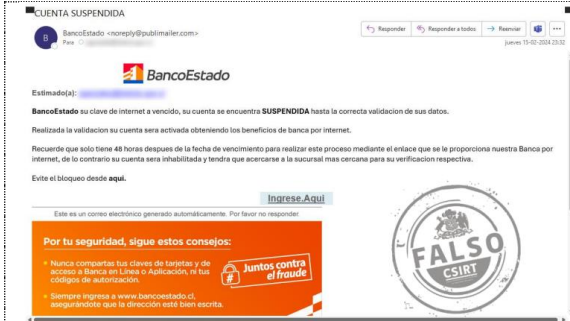 CUENTA SUSPENDIDA
B
BancoEstado <noreply@publimailer.com>
Para
Responder
Responder a todos
Reenviar
jueves 15-02-2024 23:32
BancoEstado
Estimado(a):
BancoEstado su clave de internet a vencido, su cuenta se encuentra SUSPENDIDA hasta la correcta validacion de sus datos.
Realizada la validacion su cuenta sera activada obteniendo los beneficios de banca por internet.
Recuerde que solo tiene 48 horas despues de la fecha de vencimiento para realizar este proceso mediante el enlace que se le proporciona nuestra Banca por
internet, de lo contrario su cuenta sera inhabilitada y tendra que acercarse a la sucursal mas cercana para su verificacion respectiva.
Evite el bloqueo desde aqui.
Ingrese.Aqui
Este es un correo electrónico generado automáticamente. Por favor no responder
Por tu seguridad, sigue estos consejos:
Nunca compartas tus claves de tarjetas y de
acceso a Banca en Línea o Aplicación, ni tus
códigos de autorización.
Siempre ingresa a www.bancoestado.cl,
asegurándote que la dirección esté bien escrita.
Juntos contra
el fraude
FALSO
CSIRT